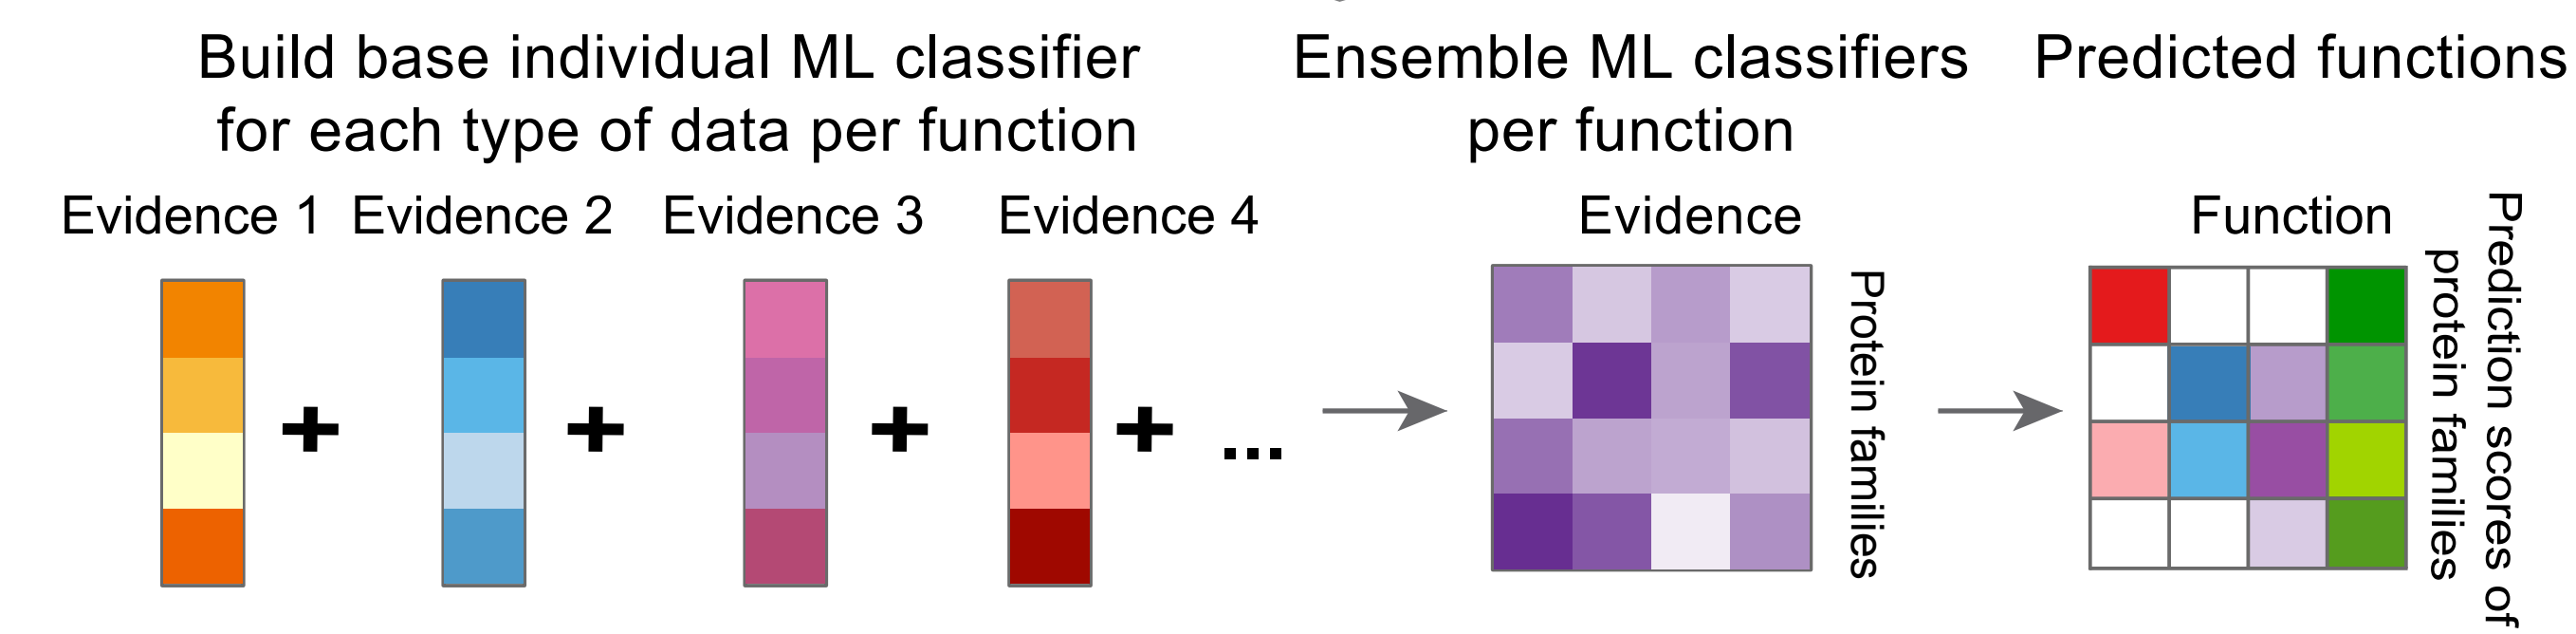 Build base individual ML classifier
for each type of data per function
Ensemble ML classifiers
per function
Predicted functions
Evidence 1
Evidence 2
Evidence 3
Evidence 4
+
+
+
+
...
Evidence
Protein families
Function
Prediction scores of
protein families